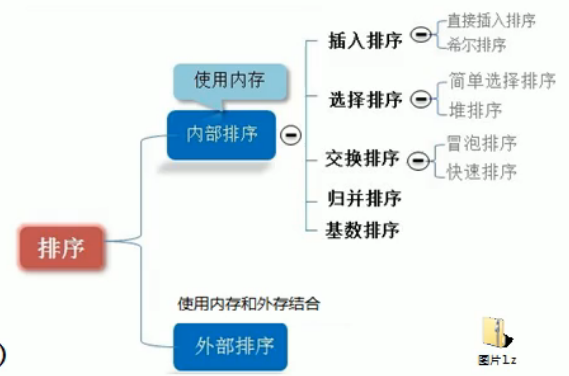 插入排序
直接插入排序
希尔排序
使用内存
选择排序
简单选择排序
堆排序
内部排序
交换排序
冒泡排序
快速排序
归并排序
基数排序
排序
使用内存和外存结合
外部排序
)
图片1z